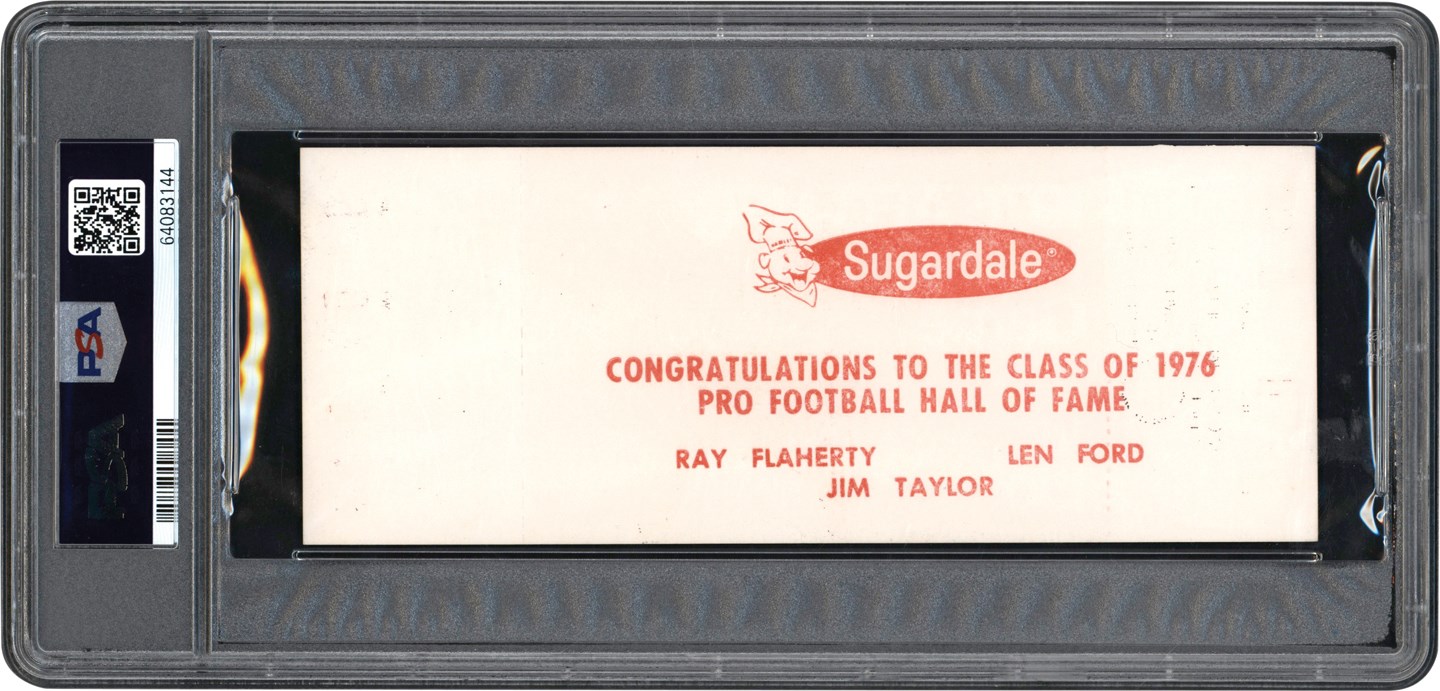 64083144
PSA
Sugardale®
CONGRATULATIONS TO THE CLASS OF 1976
PRO FOOTBALL HALL OF FAME
RAY FLAHERTY LEN FORD
JIM TAYLOR